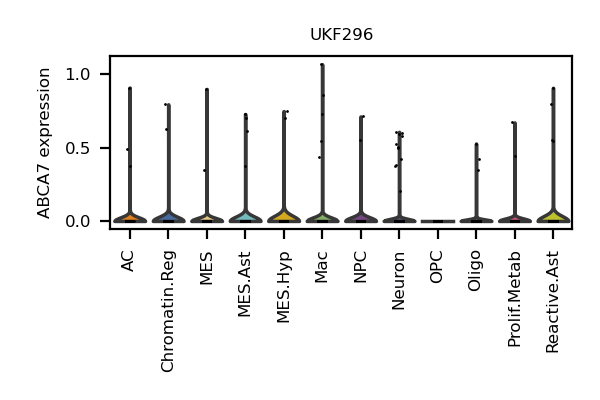 UKF296
ABCA7 expression
1.0
0.5
0.0
AC
Chromatin.Reg
MES
MES.Ast
MES.Hyp
Mac
NPC
Neuron
OPC
Oligo
Prolif.Metab
Reactive.Ast